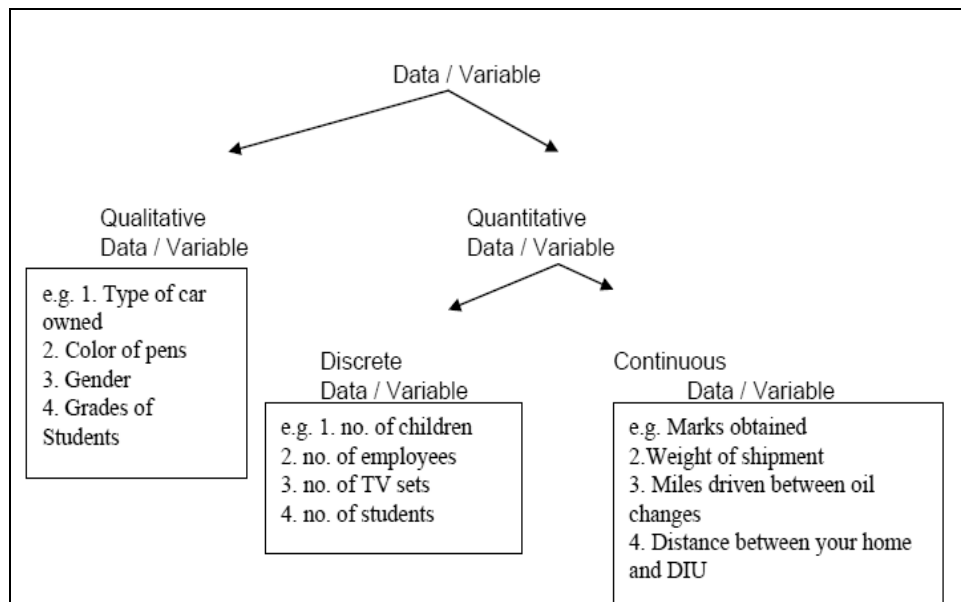 Data / Variable
Qualitative
Data / Variable
e.g. 1. Type of car
owned
2. Color of pens
3. Gender
4. Grades of
Students
Quantitative
Data / Variable
Discrete
Data / Variable
e.g. 1. no. of children
2. no. of employees
3. no. of TV sets
4. no. of students
Continuous
Data / Variable
e.g. Marks obtained
2.Weight of shipment
3. Miles driven between oil
changes
4. Distance between your home
and DIU